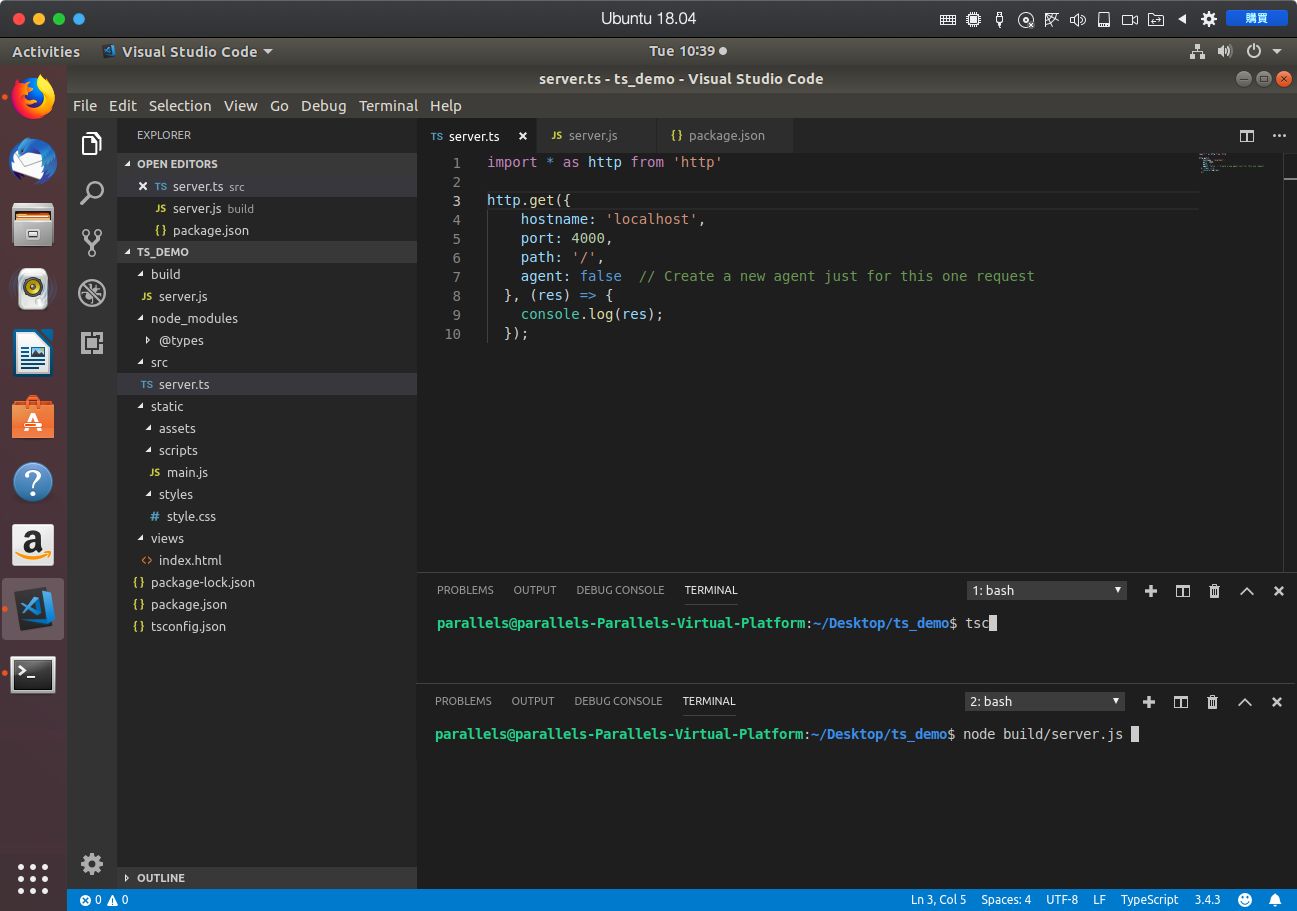 Ubuntu 18.04
購買
Activities
Visual Studio Code
Tue 10:39
server.ts - ts_demo - Visual Studio Code
File Edit Selection View Go Debug Terminal Help
EXPLORER
OPEN EDITORS
TS server.ts src
JS server.js build
{} package.json
TS_DEMO
build
JS server.js
node_modules
@types
src
TS server.ts
static
assets
scripts
JS main.js
styles
# style.css
views
<> index.html
{} package-lock.json
{} package.json
{} tsconfig.json
OUTLINE
TS server.ts
JS server.js
{} package.json
1 import * as http from 'http'
2
3 http.get({
4 hostname: 'localhost',
5 port: 4000,
6 path: '/',
7 agent: false // Create a new agent just for this one request
8 }, (res) => {
9 console.log(res);
10 });
PROBLEMS OUTPUT DEBUG CONSOLE TERMINAL 1: bash
parallels@parallels-Parallels-Virtual-Platform:~/Desktop/ts_demo$ tsc
PROBLEMS OUTPUT DEBUG CONSOLE TERMINAL 2: bash
parallels@parallels-Parallels-Virtual-Platform:~/Desktop/ts_demo$ node build/server.js
0 0
Ln 3, Col 5 Spaces: 4 UTF-8 LF TypeScript 3.4.3